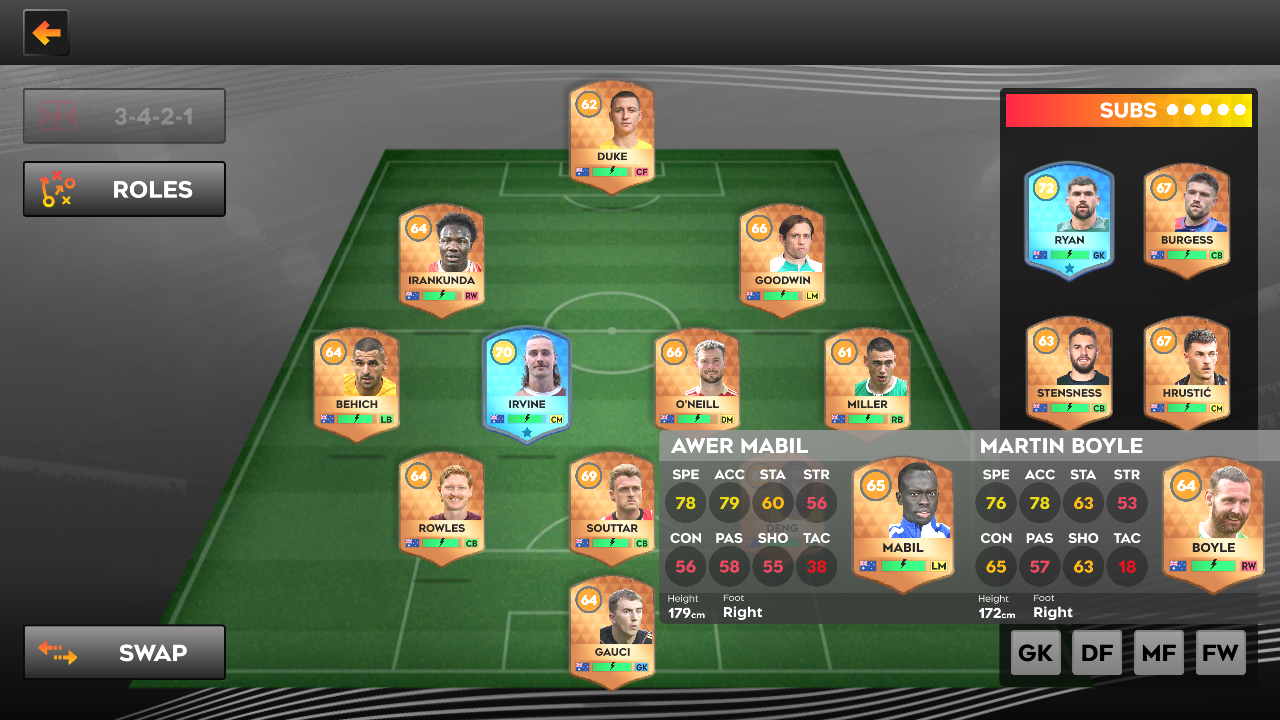 3-4-2-1
ROLES
62
DUKE
CF
64
IRANKUNDA
RW
66
GOODWIN
LM
64
BEHICH
LB
70
IRVINE
CM
66
O'NEILL
DM
61
MILLER
RB
64
ROWLES
CB
69
SOUTTAR
CB
DENG
64
GAUCI
GK
SWAP
SUBS
72
RYAN
GK
67
BURGESS
CB
63
STENSNESS
CB
67
HRUSTIĆ
CM
AWER MABIL
SPE ACC STA STR
78 79 60 56
CON PAS SHO TAC
56 58 55 38
Height Foot
179cm Right
65
MABIL
LM
MARTIN BOYLE
SPE ACC STA STR
76 78 63 53
CON PAS SHO TAC
65 57 63 18
Height Foot
172cm Right
64
BOYLE
RW
GK DF MF FW